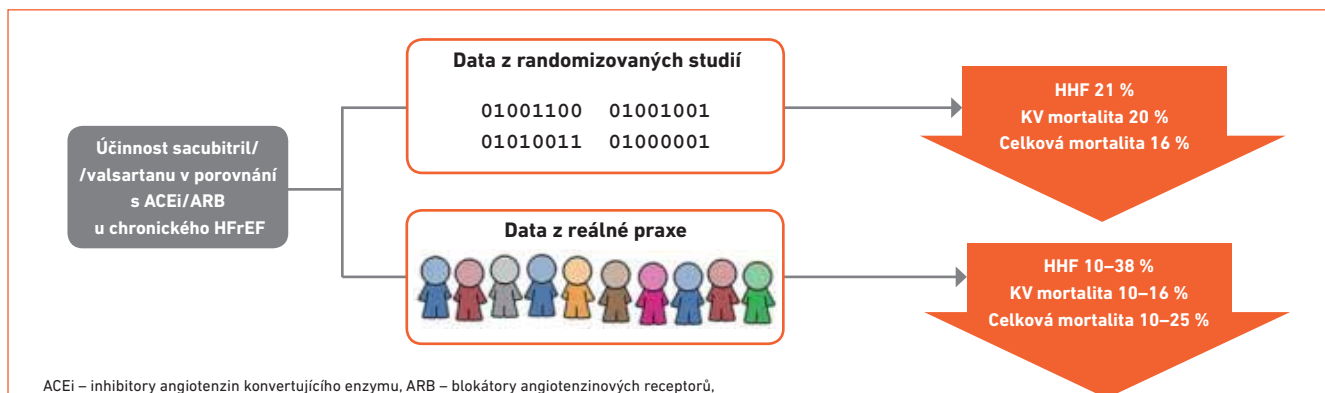 Účinnost sacubitril/
/valsartanu v porovnání
s ACEi/ARB
u chronického HFrEF
Data z randomizovaných studií
01001100 01001001
01010011 01000001
HHF 21 %
KV mortalita 20 %
Celková mortalita 16 %
Data z reálné praxe
HHF 10–38 %
KV mortalita 10–16 %
Celková mortalita 10–25 %
ACEi – inhibitory angiotenzin konvertujícího enzymu, ARB – blokátory angiotenzinových receptorů,